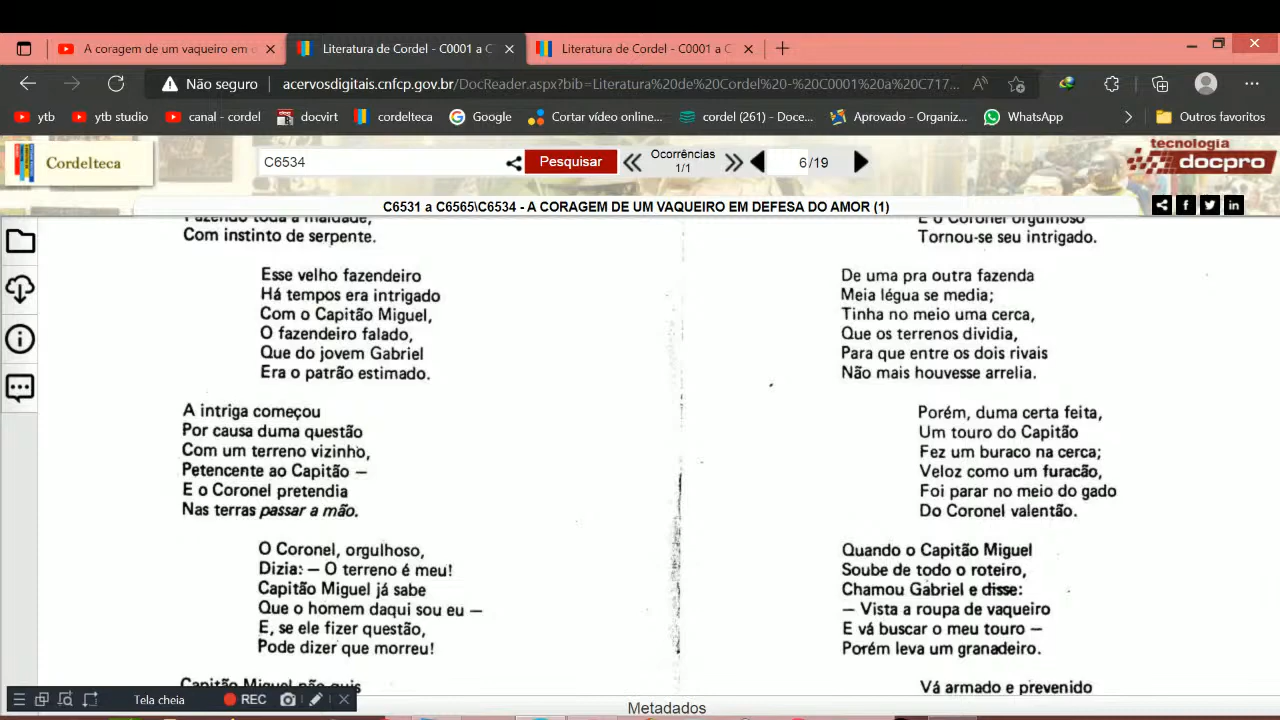 A coragem de um vaqueiro em
Literatura de Cordel - C0001 a C
Literatura de Cordel - C0001 a C
Não seguro
acervosdigitais.cnfcp.gov.br/DocReader.aspx?bib=Literatura%20de%20Cordel%20-%20C0001%20a%20C717...
ytb
ytb studio
canal - cordel
docvirt
cordelteca
Google
Cortar vídeo online...
cordel (261) - Doce...
Aprovado - Organiz...
WhatsApp
Outros favoritos
Cordelteca
C6534
Pesquisar
Ocorrências
1/1
6 /19
tecnologia
docpro
C6531 a C6565\C6534 - A CORAGEM DE UM VAQUEIRO EM DEFESA DO AMOR (1)
Fazendo toda a maldade,
Com instinto de serpente.
Esse velho fazendeiro
Há tempos era intrigado
Com o Capitão Miguel,
O fazendeiro falado,
Que do jovem Gabriel
Era o patrão estimado.
A intriga começou
Por causa duma questão
Com um terreno vizinho,
Petencente ao Capitão —
E o Coronel pretendia
Nas terras passar a mão.
O Coronel, orgulhoso,
Dizia: — O terreno é meu!
Capitão Miguel já sabe
Que o homem daqui sou eu —
E, se ele fizer questão,
Pode dizer que morreu!
Capitão Miguel não quis
E o Coronel orgulhoso
Tornou-se seu intrigado.
De uma pra outra fazenda
Meia légua se media;
Tinha no meio uma cerca,
Que os terrenos dividia,
Para que entre os dois rivais
Não mais houvesse arrelia.
Porém, duma certa feita,
Um touro do Capitão
Fez um buraco na cerca;
Veloz como um furacão,
Foi parar no meio do gado
Do Coronel valentão.
Quando o Capitão Miguel
Soube de todo o roteiro,
Chamou Gabriel e disse:
— Vista a roupa de vaqueiro
E vá buscar o meu touro —
Porém leva um granadeiro.
Vá armado e prevenido
Tela cheia
REC
Metadados